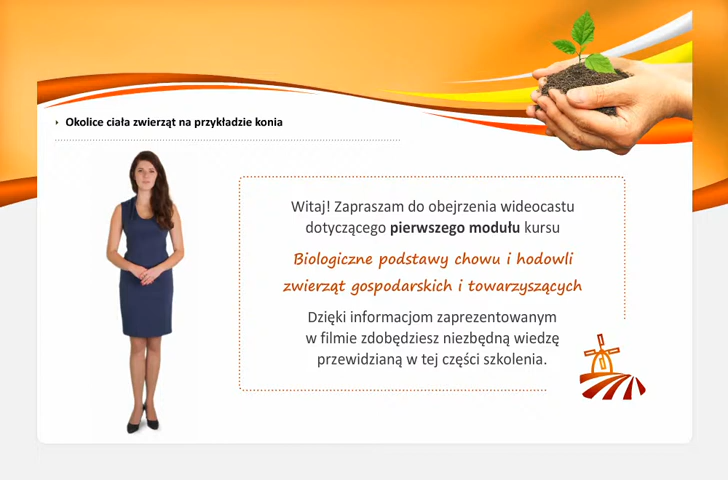 Okolice ciała zwierząt na przykładzie konia
Witaj! Zapraszam do obejrzenia wideocastu
dotyczącego pierwszego modułu kursu
Biologiczne podstawy chowu i hodowli
zwierząt gospodarskich i towarzyszących
Dzięki informacjom zaprezentowanym
w filmie zdobędziesz niezbędną wiedzę
przewidzianą w tej części szkolenia.